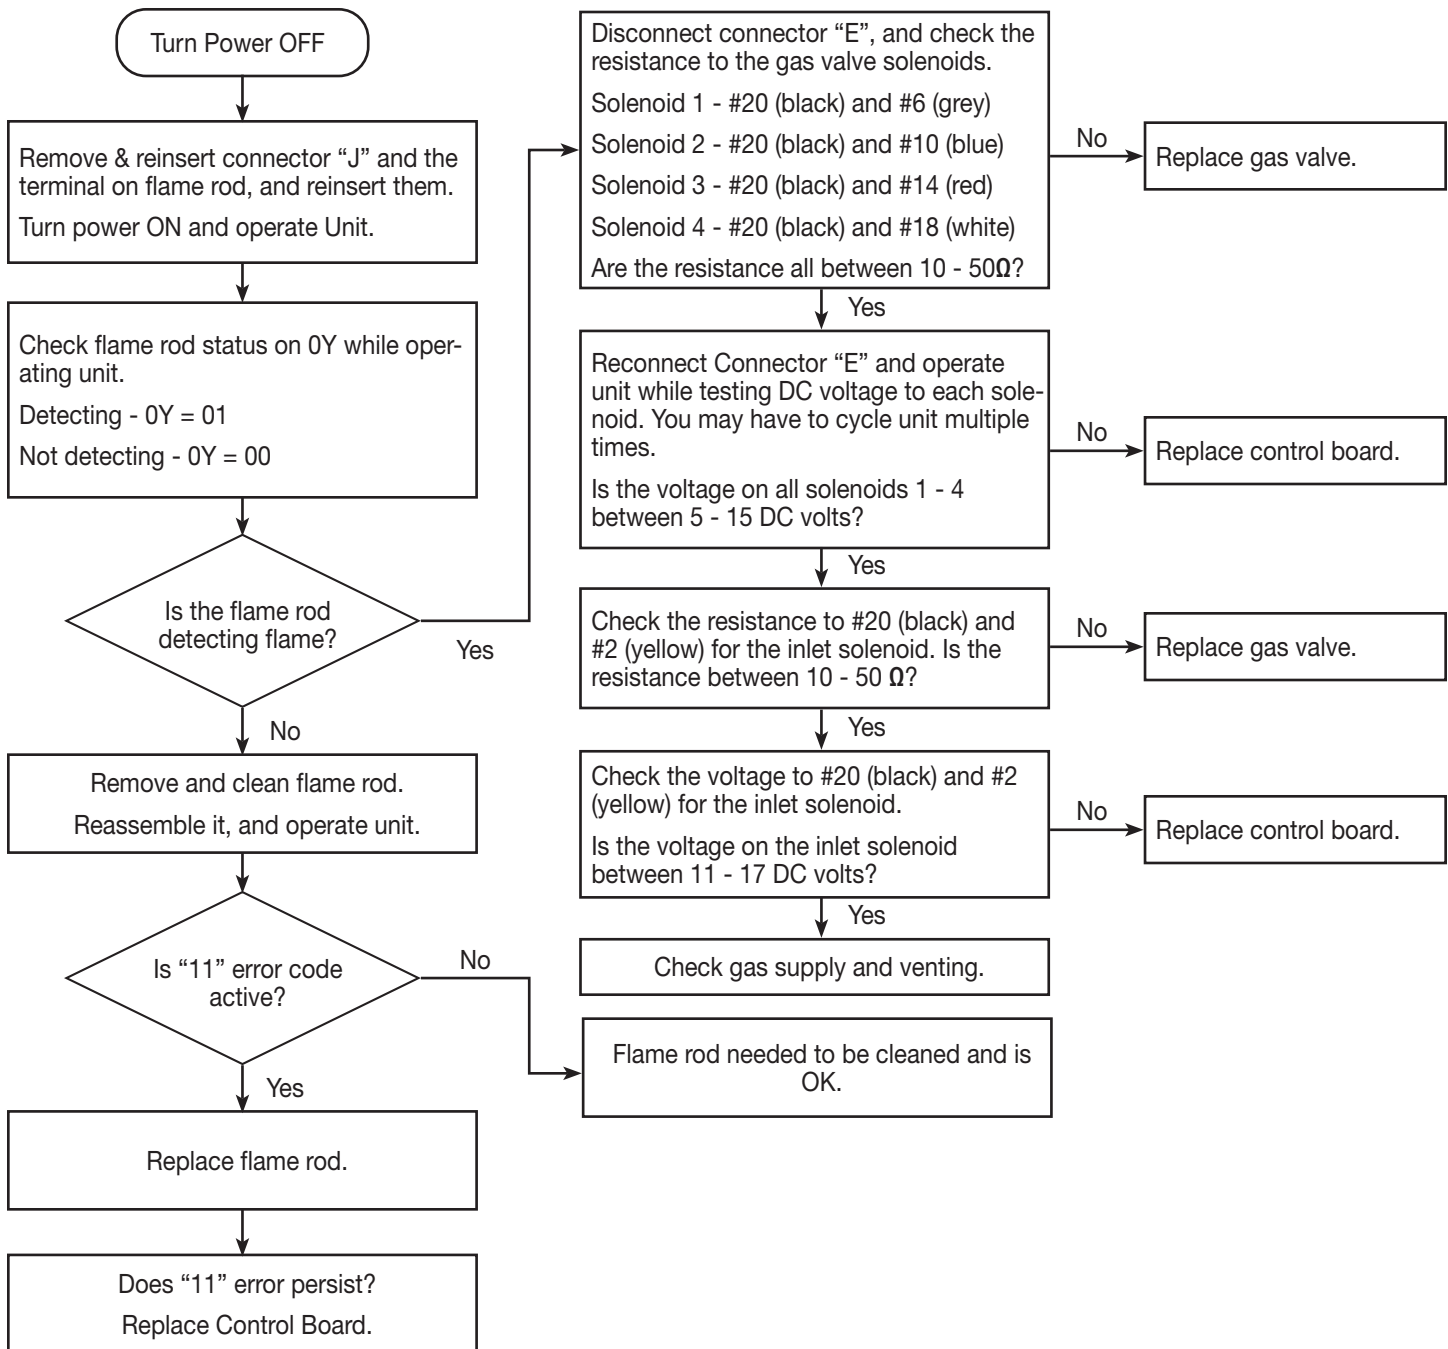 Turn Power OFF
Remove & reinsert connector “J” and the
terminal on flame rod, and reinsert them.
Turn power ON and operate Unit.
Check flame rod status on 0Y while oper-
ating unit.
Detecting - 0Y = 01
Not detecting - 0Y = 00
Is the flame rod
detecting flame?
Yes
No
Remove and clean flame rod.
Reassemble it, and operate unit.
Is “11” error code
active?
No
Yes
Replace flame rod.
Does “11” error persist?
Replace Control Board.
Disconnect connector “E”, and check the
resistance to the gas valve solenoids.
Solenoid 1 - #20 (black) and #6 (grey)
Solenoid 2 - #20 (black) and #10 (blue)
Solenoid 3 - #20 (black) and #14 (red)
Solenoid 4 - #20 (black) and #18 (white)
Are the resistance all between 10 - 50Ω?
No
Replace gas valve.
Yes
Reconnect Connector “E” and operate
unit while testing DC voltage to each sole-
noid. You may have to cycle unit multiple
times.
Is the voltage on all solenoids 1 - 4
between 5 - 15 DC volts?
No
Replace control board.
Yes
Check the resistance to #20 (black) and
#2 (yellow) for the inlet solenoid. Is the
resistance between 10 - 50 Ω?
No
Replace gas valve.
Yes
Check the voltage to #20 (black) and #2
(yellow) for the inlet solenoid.
Is the voltage on the inlet solenoid
between 11 - 17 DC volts?
No
Replace control board.
Yes
Check gas supply and venting.
Flame rod needed to be cleaned and is
OK.